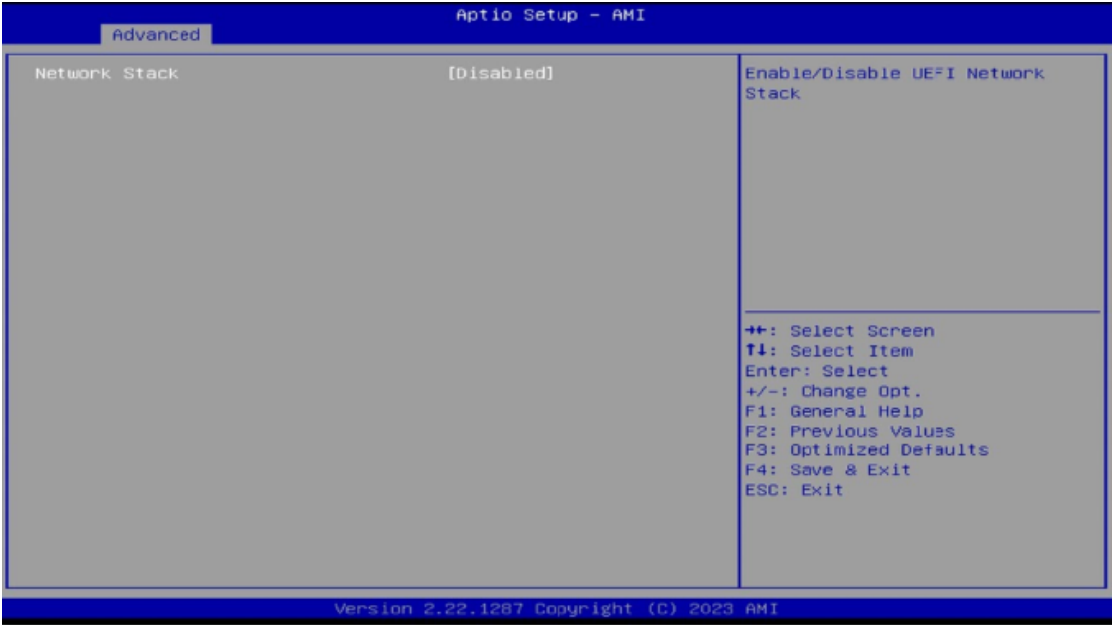 Aptio Setup - AMI
Advanced
Network Stack [Disabled]
Enable/Disable UEFI Network
Stack
→←: Select Screen
↑↓: Select Item
Enter: Select
+/-: Change Opt.
F1: General Help
F2: Previous Values
F3: Optimized Defaults
F4: Save & Exit
ESC: Exit
Version 2.22.1287 Copyright (C) 2023 AMI